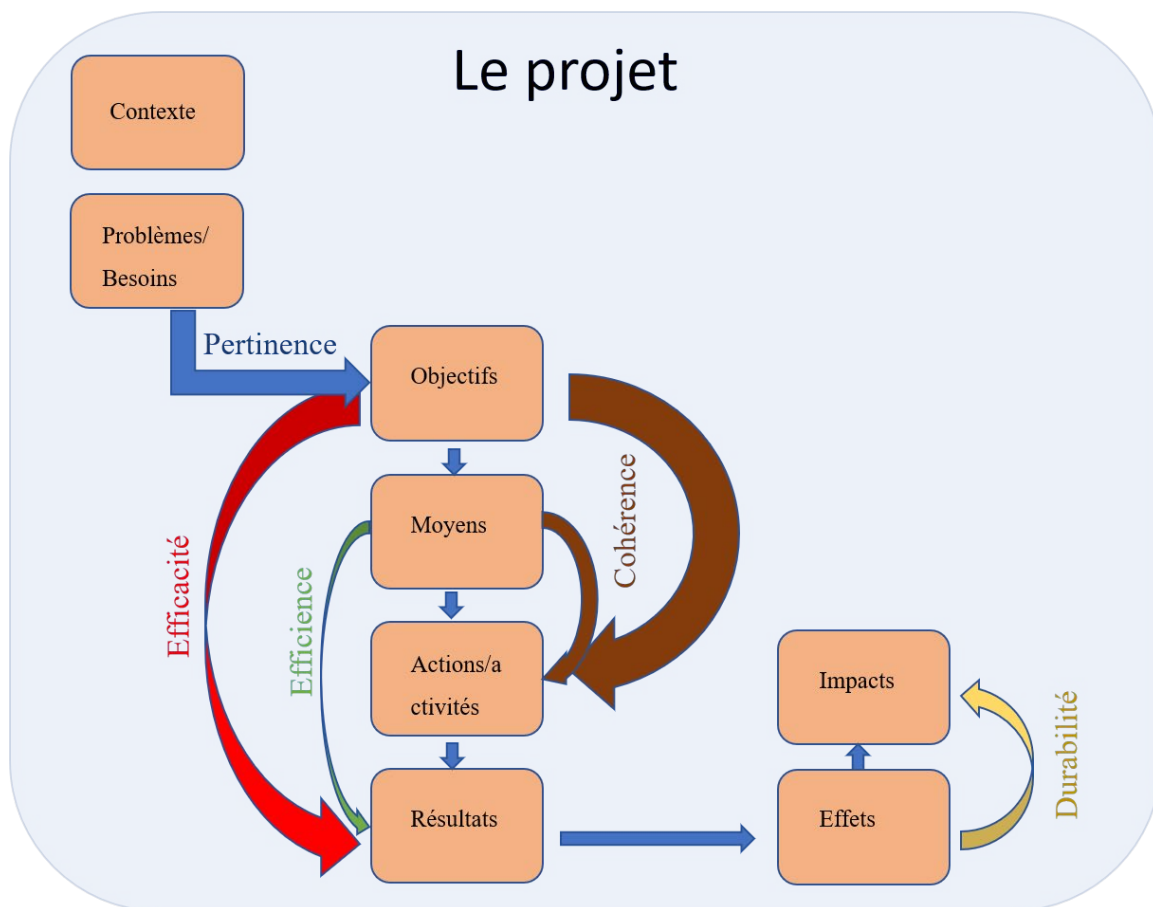 Le projet
Contexte
Problèmes/
Besoins
Pertinence
Objectifs
Moyens
Cohérence
Efficacité
Efficience
Actions/a
ctivités
Impacts
Durabilité
Résultats
Effets